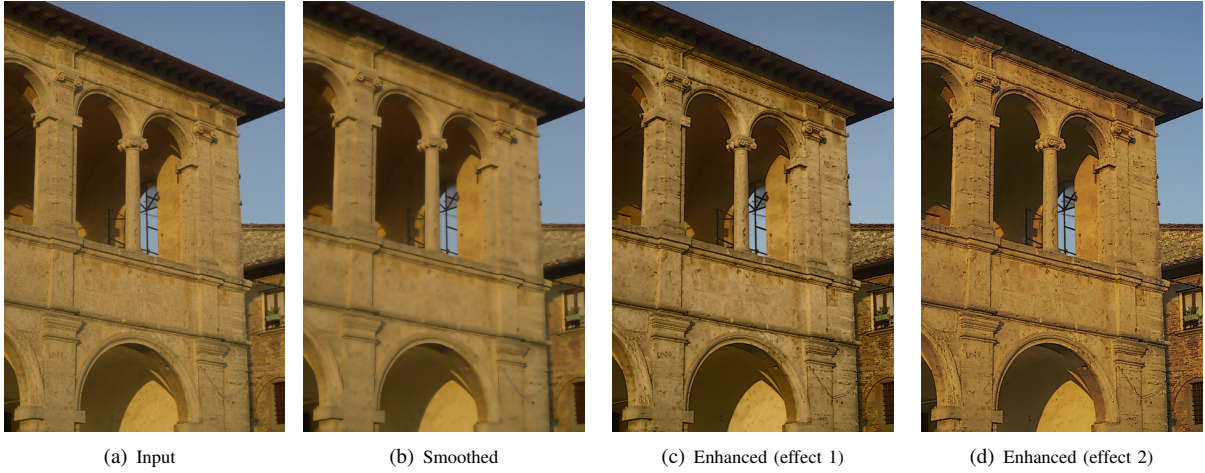 (a) Input
(b) Smoothed
(c) Enhanced (effect 1)
(d) Enhanced (effect 2)